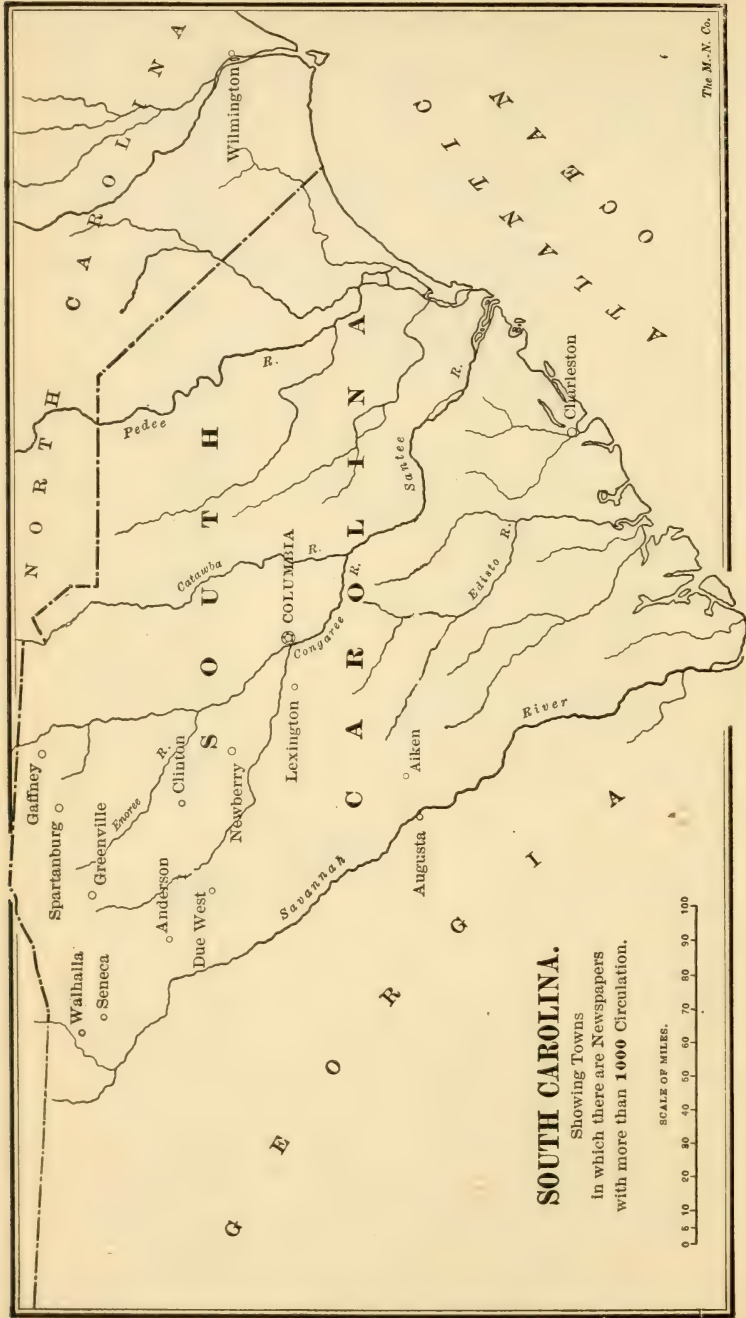 NORTH CAROLINA
Wilmington
ATLANTIC
OCEAN
Gaffney
Spartanburg
Greenville
Walhalla
Seneca
Enoree R.
Clinton
Anderson
Due West
Newberry
SOUTH
CAROLINA
Pedee R.
Catawba R.
COLUMBIA
Congaree R.
Lexington
Santee R.
Charleston
Edisto R.
Aiken
Augusta
Savannah River
GEORGIA
SOUTH CAROLINA.
Showing Towns
in which there are Newspapers
with more than 1000 Circulation.
SCALE OF MILES.
0 5 10 20 30 40 50 60 70 80 90 100
The M.-N. Co.